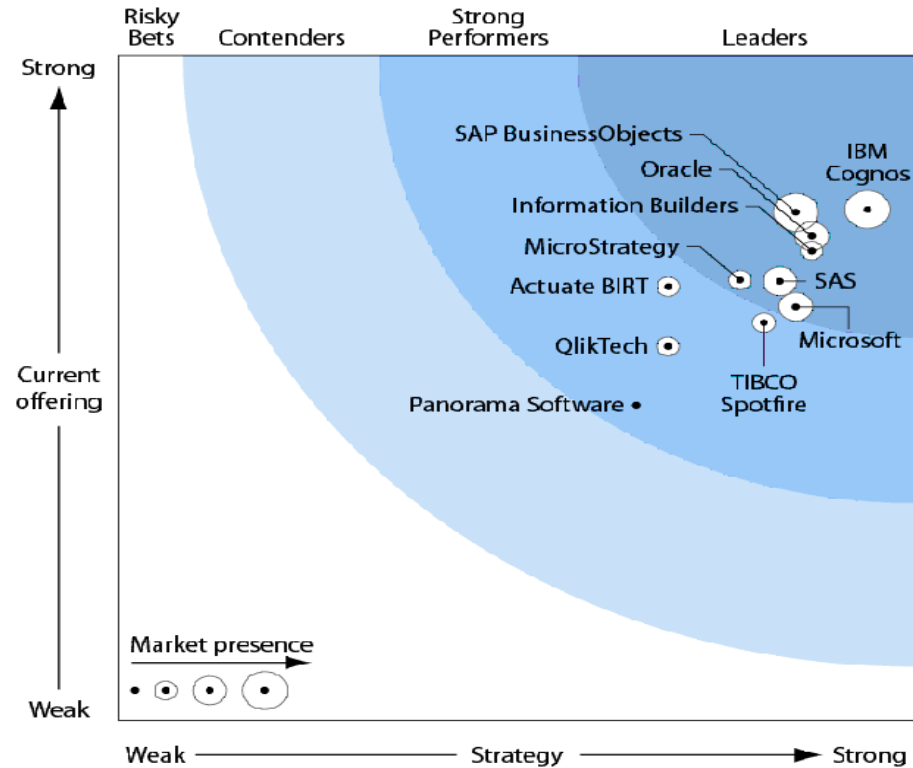 Risky
Bets
Contenders
Strong
Performers
Leaders
Strong
SAP BusinessObjects
IBM
Cognos
Oracle
Information Builders
MicroStrategy
Actuate BIRT
SAS
Microsoft
QlikTech
TIBCO
Spotfire
Panorama Software
Current
offering
Market presence
Weak
Weak
Strategy
Strong